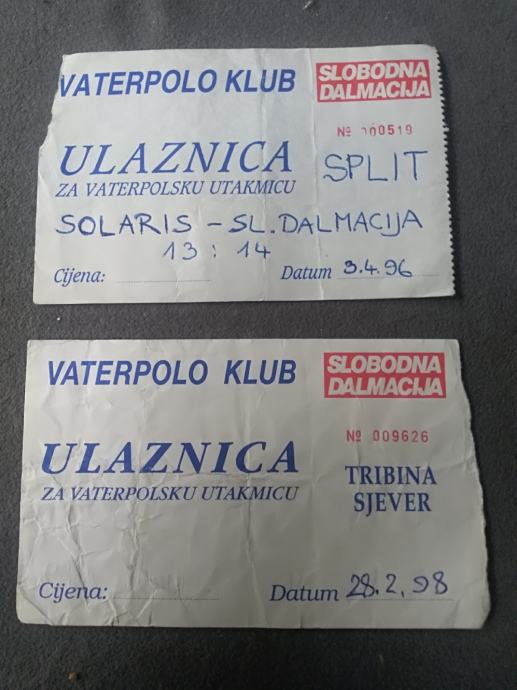 VATERPOLO KLUB
SLOBODNA
DALMACIJA
№ 000519
ULAZNICA
SPLIT
ZA VATERPOLSKU UTAKMICU
SOLARIS - SL. DALMACIJA
13 : 14
Cijena: Datum 3.4.96
VATERPOLO KLUB
SLOBODNA
DALMACIJA
№ 009626
ULAZNICA
ZA VATERPOLSKU UTAKMICU
TRIBINA
SJEVER
Cijena: Datum 28.2.98